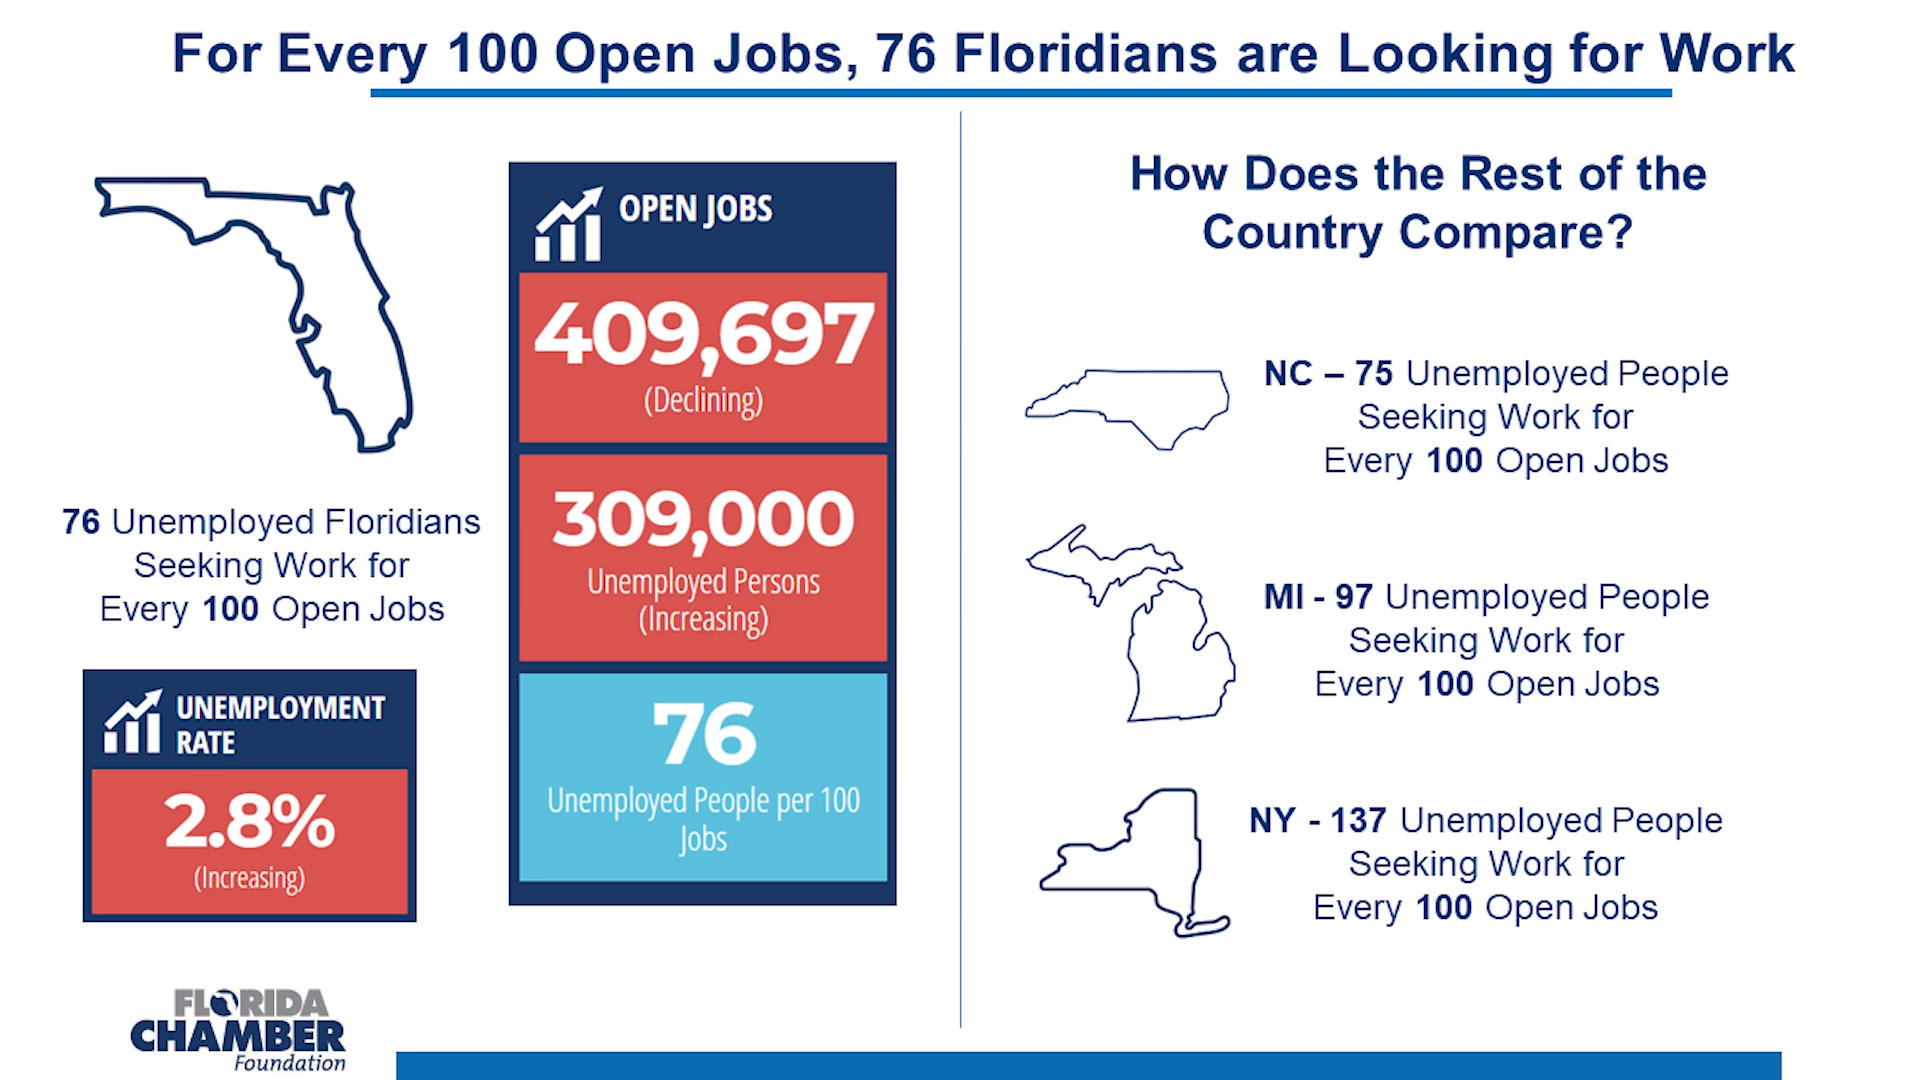 For Every 100 Open Jobs, 76 Floridians are Looking for Work
76 Unemployed Floridians
Seeking Work for
Every 100 Open Jobs
UNEMPLOYMENT
RATE
2.8%
(Increasing)
OPEN JOBS
409,697
(Declining)
309,000
Unemployed Persons
(Increasing)
76
Unemployed People per 100
Jobs
How Does the Rest of the
Country Compare?
NC – 75 Unemployed People
Seeking Work for
Every 100 Open Jobs
MI - 97 Unemployed People
Seeking Work for
Every 100 Open Jobs
NY - 137 Unemployed People
Seeking Work for
Every 100 Open Jobs
FLORIDA
CHAMBER
Foundation